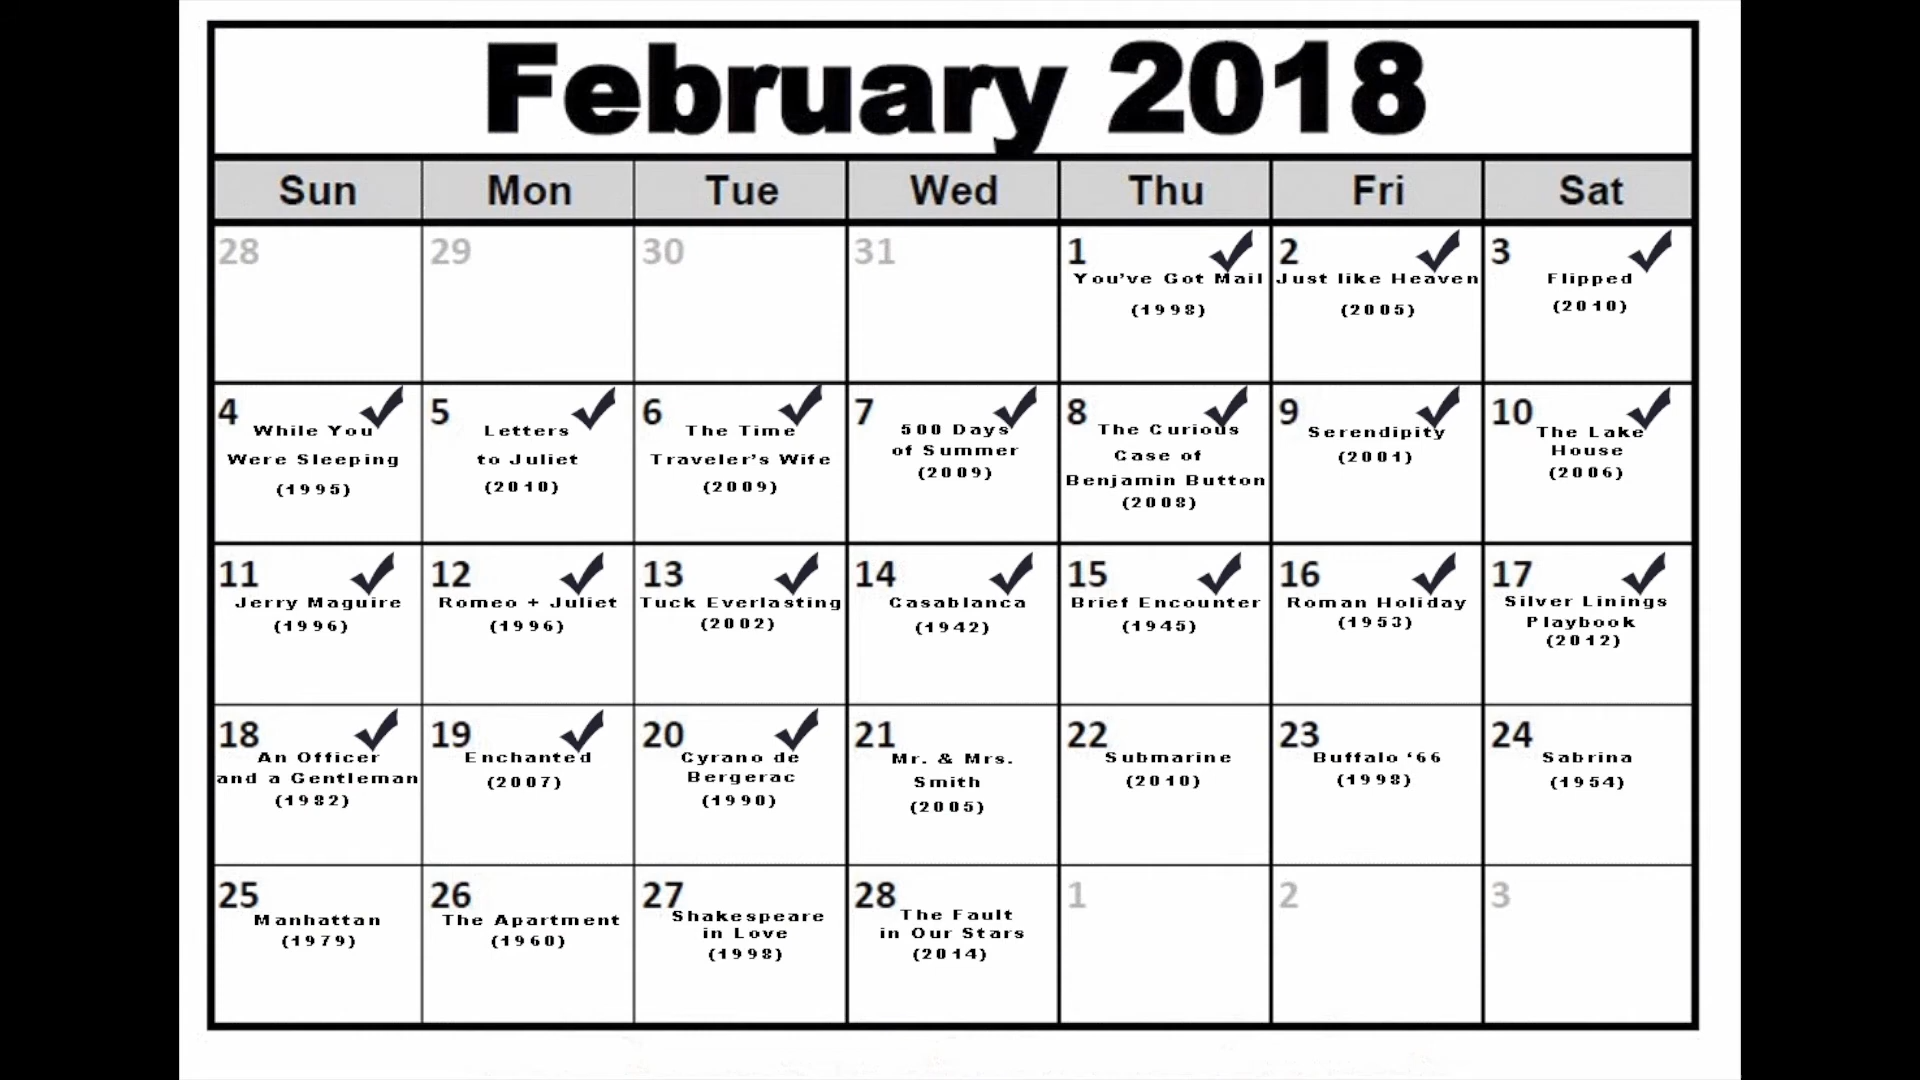 February 2018
Sun Mon Tue Wed Thu Fri Sat
28 29 30 31 1 2 3
You've Got Mail
(1998)
Just like Heaven
(2005)
Flipped
(2010)
4 5 6 7 8 9 10
While You
Were Sleeping
(1995)
Letters
to Juliet
(2010)
The Time
Traveler's Wife
(2009)
500 Days
of Summer
(2009)
The Curious
Case of
Benjamin Button
(2008)
Serendipity
(2001)
The Lake
House
(2006)
11 12 13 14 15 16 17
Jerry Maguire
(1996)
Romeo + Juliet
(1996)
Tuck Everlasting
(2002)
Casablanca
(1942)
Brief Encounter
(1945)
Roman Holiday
(1953)
Silver Linings
Playbook
(2012)
18 19 20 21 22 23 24
An Officer
and a Gentleman
(1982)
Enchanted
(2007)
Cyrano de
Bergerac
(1990)
Mr. & Mrs.
Smith
(2005)
Submarine
(2010)
Buffalo ‘66
(1998)
Sabrina
(1954)
25 26 27 28 1 2 3
Manhattan
(1979)
The Apartment
(1960)
Shakespeare
in Love
(1998)
The Fault
in Our Stars
(2014)